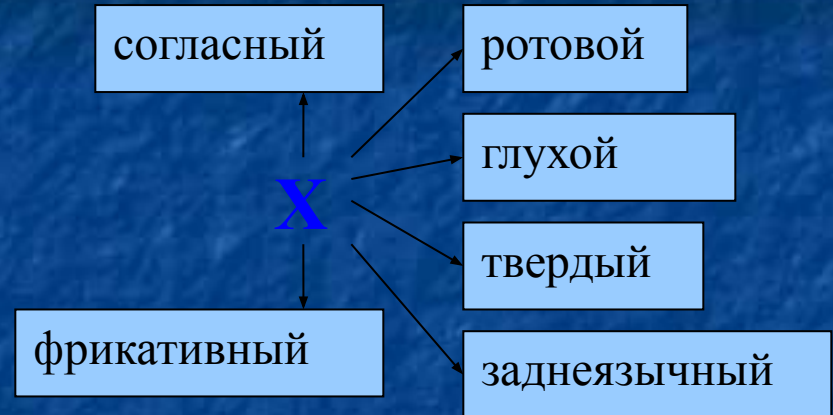 согласный
ротовой
глухой
Х
твердый
фрикативный
заднеязычный